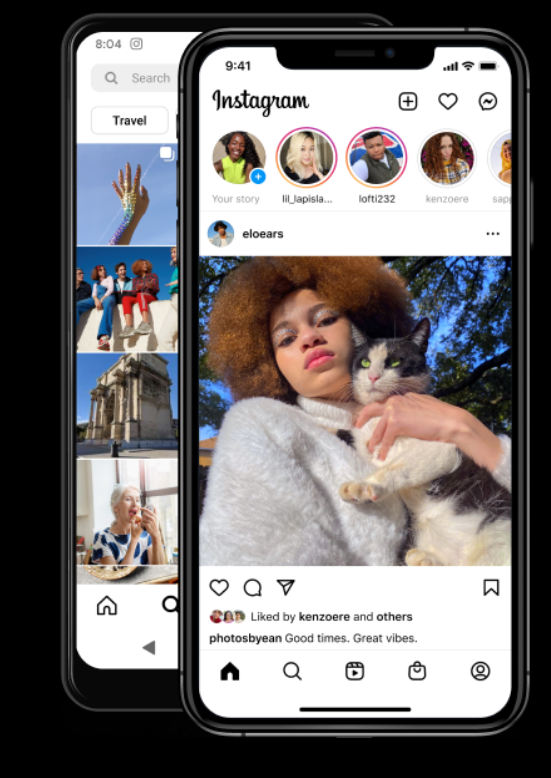 8:04
Search
Travel
9:41
Instagram
Your story
lil_lapisla...
lofti232
kenzoere
sapp
eloears
Liked by kenzoere and others
photosbyean Good times. Great vibes.